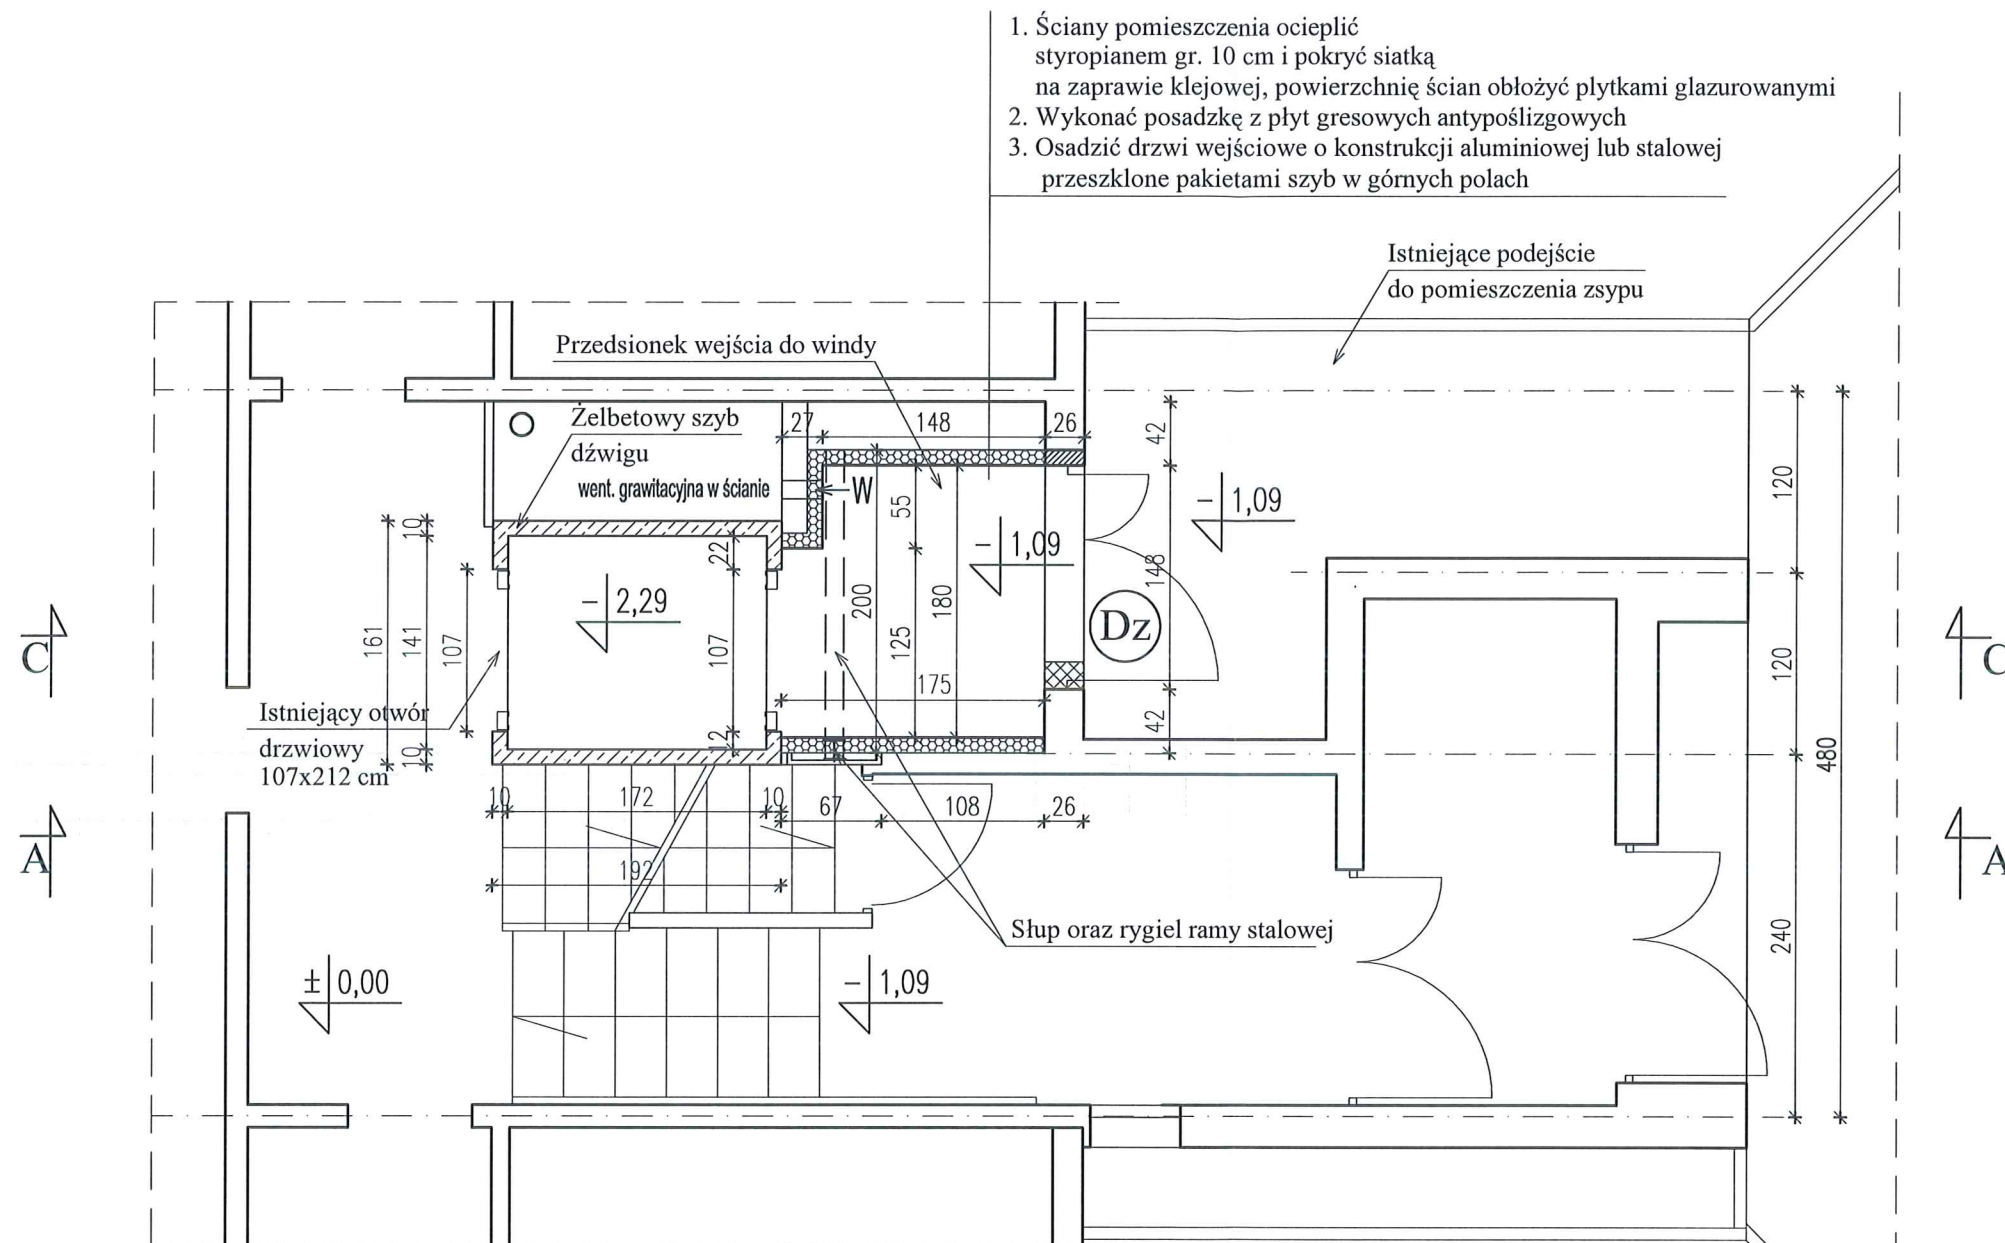 1. Ściany pomieszczenia ocieplić
styropianem gr. 10 cm i pokryć siatką
na zaprawie klejowej, powierzchnię ścian obłożyć plytkami glazurowanymi
2. Wykonać posadzkę z płyt gresowych antypoślizgowych
3. Osadzić drzwi wejściowe o konstrukcji aluminiowej lub stalowej
przeszklone pakietami szyb w górnych polach
Istniejące podejście
do pomieszczenia zsypu
Przedsionek wejścia do windy
Żelbetowy szyb
dźwigu
went. grawitacyjna w ścianie
W
27
148
26
42
120
55
- 1,09
- 1,09
10
22
148
- 2,29
200
180
161
141
107
107
125
Dz
120
C
C
175
Istniejący otwór
drzwiowy
107x212 cm
10
12
42
480
10
172
10
67
108
26
A
A
192
Słup oraz rygiel ramy stalowej
240
± 0,00
- 1,09